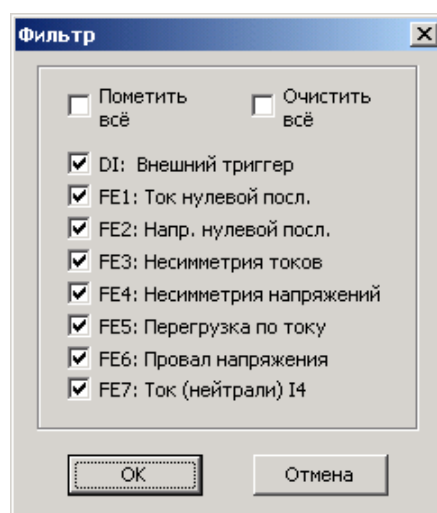 Фильтр
Пометить всё
Очистить всё
DI: Внешний триггер
FE1: Ток нулевой посл.
FE2: Напр. нулевой посл.
FE3: Несимметрия токов
FE4: Несимметрия напряжений
FE5: Перегрузка по току
FE6: Провал напряжения
FE7: Ток (нейтрали) I4
OK
Отмена